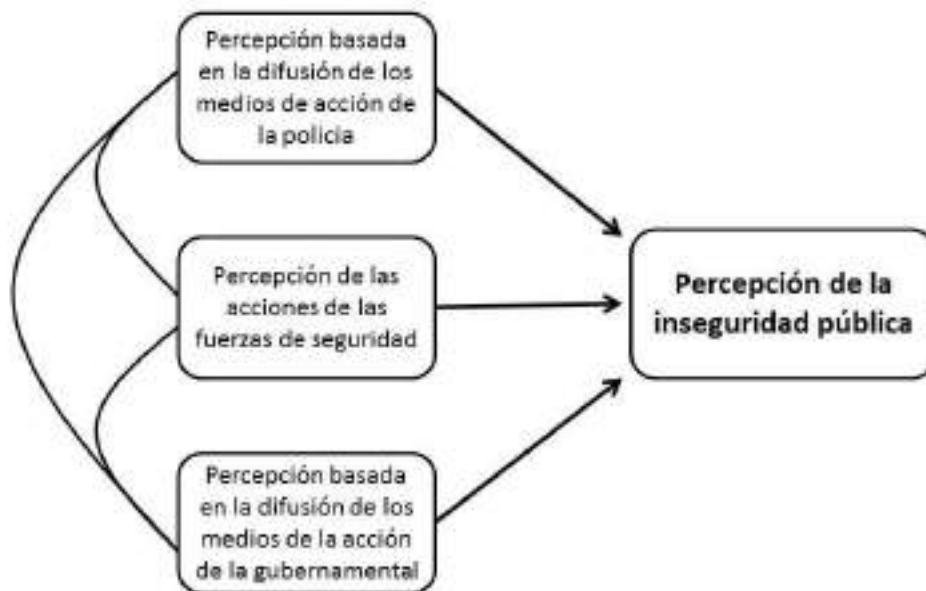 Percepción basada
en la difusión de los
medios de acción de
la policia
Percepción de las
acciones de las
fuerzas de seguridad
Percepción basada
en la difusión de los
medios de la acción
de la gubernamental
Percepción de la
inseguridad pública